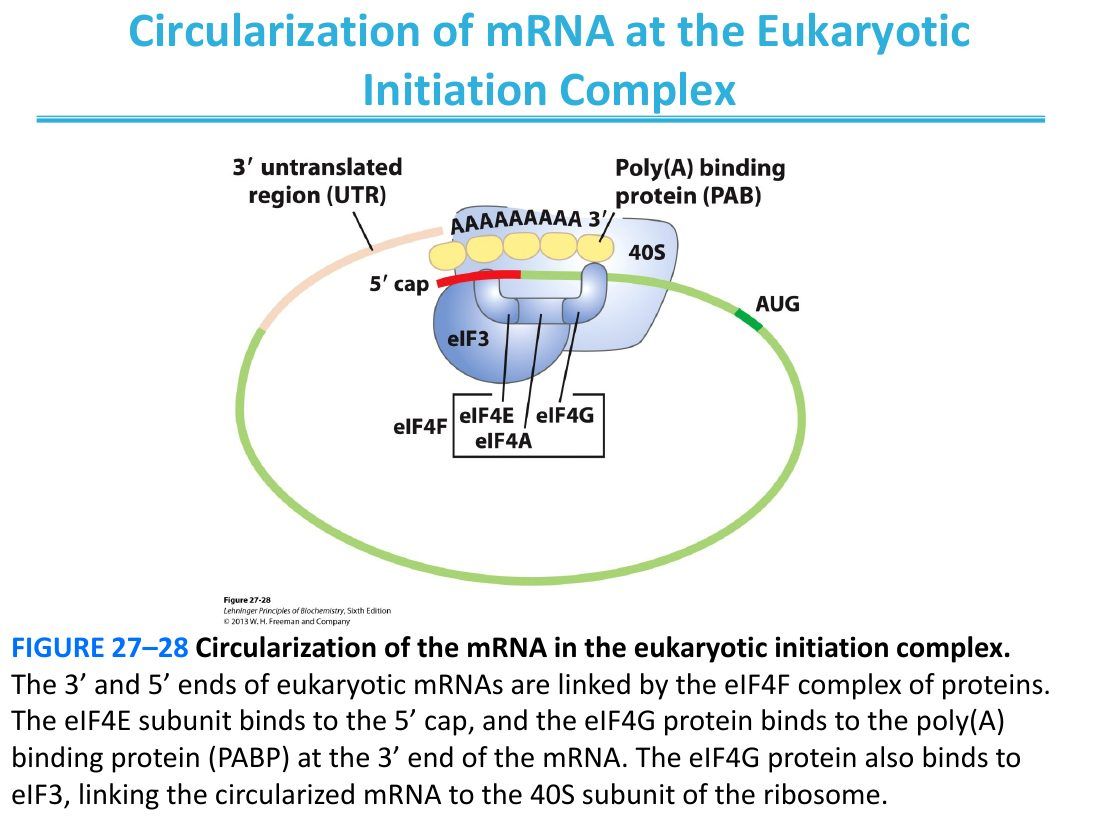 Circularization of mRNA at the Eukaryotic
Initiation Complex
3′ untranslated
region (UTR)
Poly(A) binding
protein (PAB)
AAAAAAAAA 3′
40S
5′ cap
AUG
eIF3
eIF4F
eIF4E
eIF4G
eIF4A
Figure 27-28
Lehninger Principles of Biochemistry, Sixth Edition
© 2013 W. H. Freeman and Company
FIGURE 27–28 Circularization of the mRNA in the eukaryotic initiation complex.
The 3’ and 5’ ends of eukaryotic mRNAs are linked by the eIF4F complex of proteins.
The eIF4E subunit binds to the 5’ cap, and the eIF4G protein binds to the poly(A)
binding protein (PABP) at the 3’ end of the mRNA. The eIF4G protein also binds to
eIF3, linking the circularized mRNA to the 40S subunit of the ribosome.